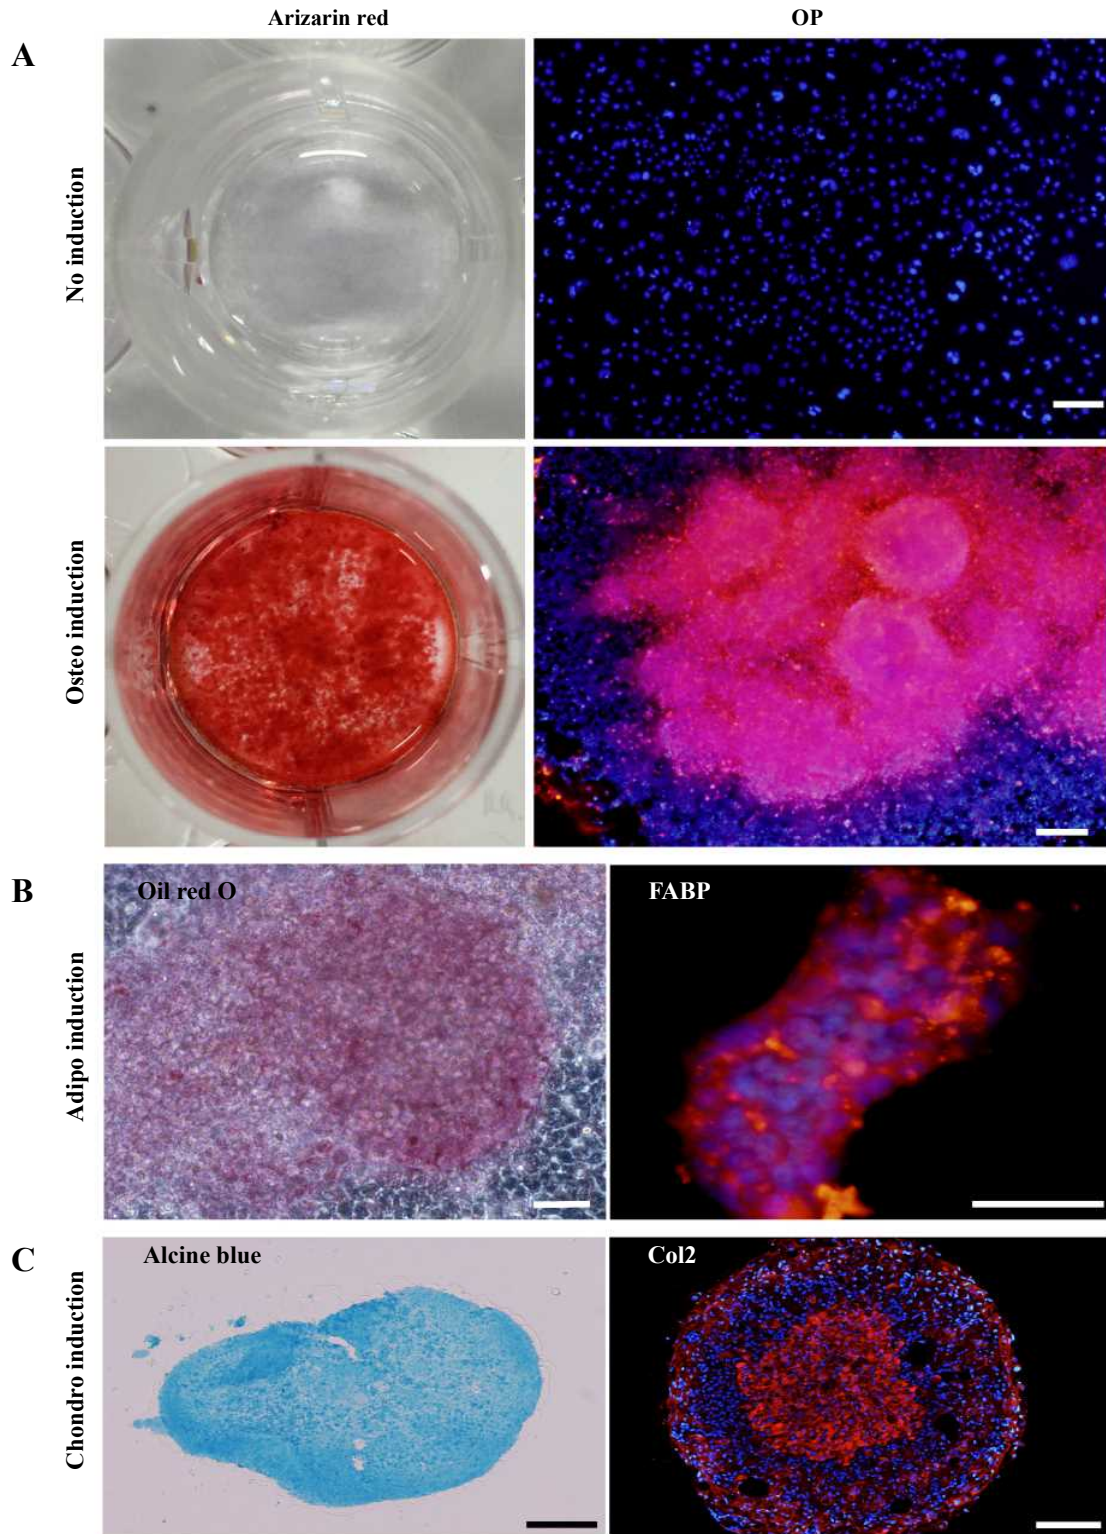 Arizarin red
OP
A
No induction
Osteo induction
B
Oil red O
FABP
Adipo induction
C
Alcine blue
Col2
Chondro induction